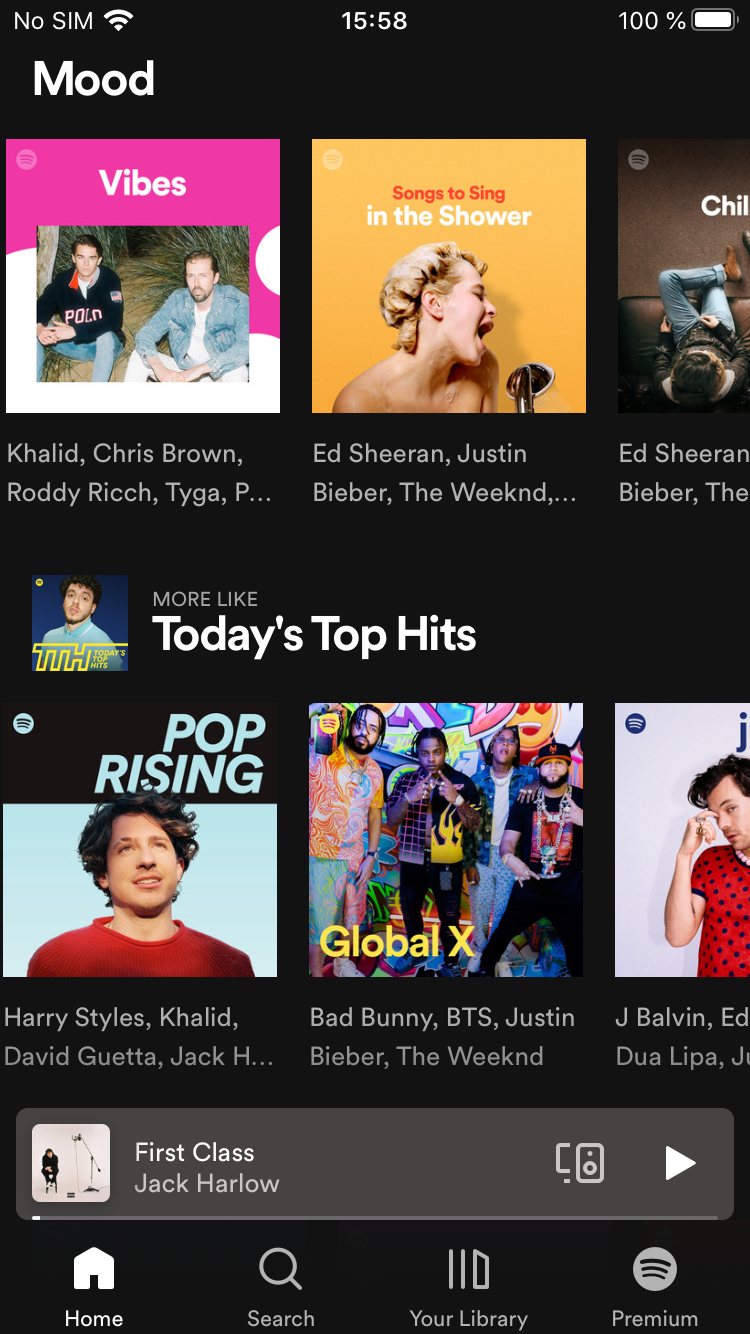 No SIM 15:58 100 %
Mood
Vibes
POLO
Songs to Sing
in the Shower
Chil
Khalid, Chris Brown,
Roddy Ricch, Tyga, P…
Ed Sheeran, Justin
Bieber, The Weeknd,…
Ed Sheeran
Bieber, The
TTH TODAY'S
TOP
HITS
MORE LIKE
Today's Top Hits
POP
RISING
Global X
j
Harry Styles, Khalid,
David Guetta, Jack H…
Bad Bunny, BTS, Justin
Bieber, The Weeknd
J Balvin, Ed
Dua Lipa, Ju
First Class
Jack Harlow
Home
Search
Your Library
Premium